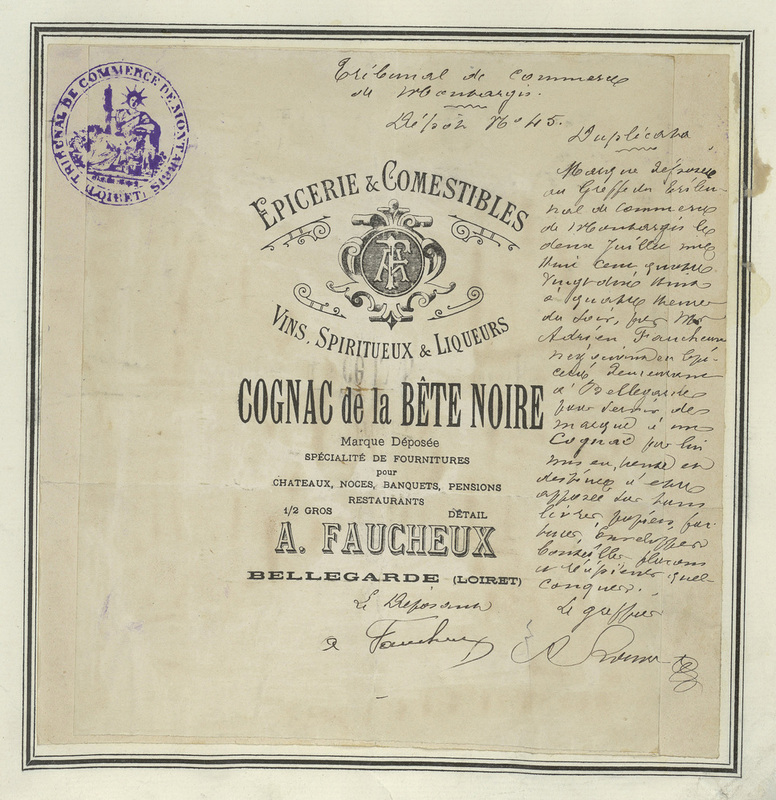 Tribunal de Commerce
de Montargis.
Dépôt No 45.
TRIBUNAL DE COMMERCE DE MONTARGIS
(LOIRET)
EPICERIE & COMESTIBLES
AF
VINS, SPIRITUEUX & LIQUEURS
COGNAC de la BÊTE NOIRE
Marque Déposée
SPÉCIALITÉ DE FOURNITURES
pour
CHATEAUX, NOCES, BANQUETS, PENSIONS
RESTAURANTS
1/2 GROS DÉTAIL
A. FAUCHEUX
BELLEGARDE (LOIRET)
Le Déposant
A Faucheux
Duplicata
Marque déposée
au Greffe du Tribu-
nal de Commerce
de Montargis le
deux Juillet mil
huit cent quatre
vingt dix huit
à quatre heures
du soir, par Mr
Adrien Faucheux
négociant en Epi-
cerie demeurant
à Bellegarde
pour servir de
marque à un
Cognac par lui
mis en vente et
destinée à être
apposée sur tous
livres, papiers, fac-
tures, enveloppes
bouteilles flacons
et récipients quel-
conques.
Le greffier